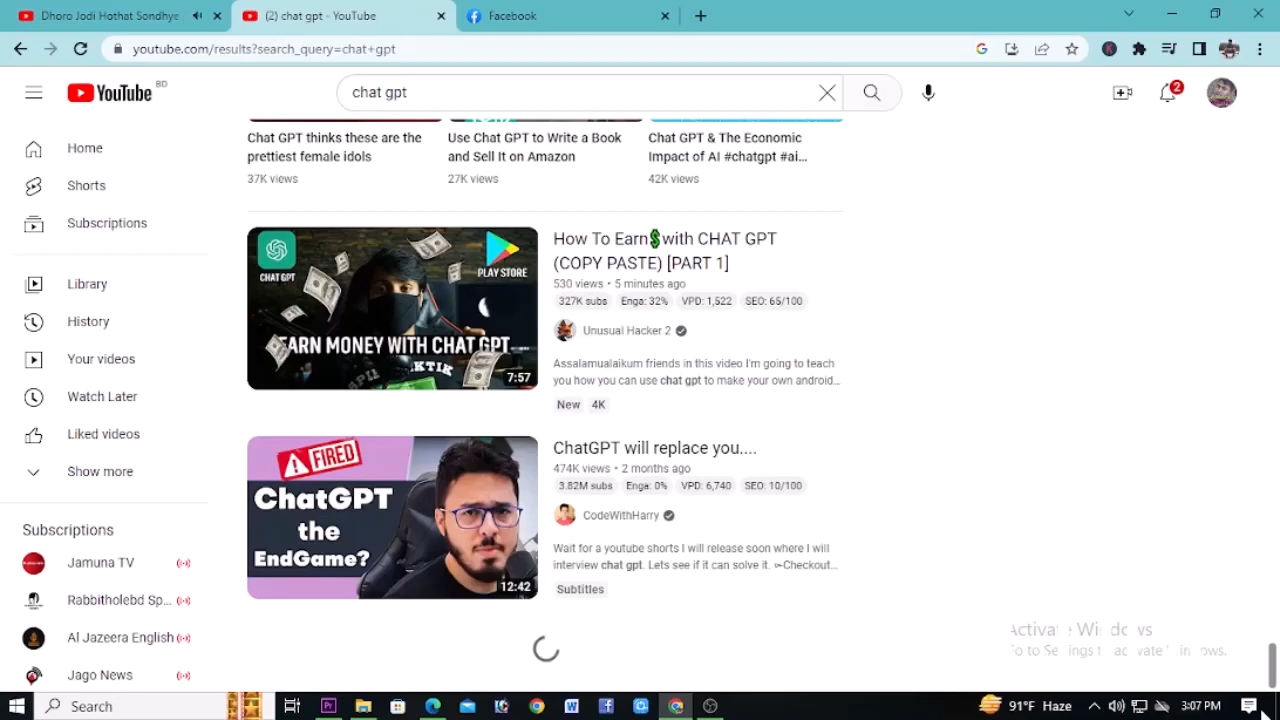 Dhoro Jodi Hothat Sondhye
(2) chat gpt - YouTube
Facebook
youtube.com/results?search_query=chat+gpt
YouTube BD
chat gpt
2
Home
Shorts
Subscriptions
Library
History
Your videos
Watch Later
Liked videos
Show more
Subscriptions
Jamuna TV
Rabbitholebd Sp...
Al Jazeera English
Jago News
Chat GPT thinks these are the
prettiest female idols
37K views
Use Chat GPT to Write a Book
and Sell It on Amazon
27K views
Chat GPT & The Economic
Impact of AI #chatgpt #ai...
42K views
CHAT GPT
PLAY STORE
EARN MONEY WITH CHAT GPT
7:57
How To Earn💲with CHAT GPT
(COPY PASTE) [PART 1]
530 views • 5 minutes ago
327K subs Enga: 32% VPD: 1,522 SEO: 65/100
Unusual Hacker 2
Assalamualaikum friends in this video I'm going to teach
you how you can use chat gpt to make your own android...
New 4K
FIRED
ChatGPT
the
EndGame?
12:42
ChatGPT will replace you....
474K views • 2 months ago
3.82M subs Enga: 0% VPD: 6,740 SEO: 10/100
CodeWithHarry
Wait for a youtube shorts I will release soon where I will
interview chat gpt. Lets see if it can solve it. ➣Checkout...
Subtitles
Activate Windows
Go to Settings to activate Windows.
Search
91°F Haze
3:07 PM